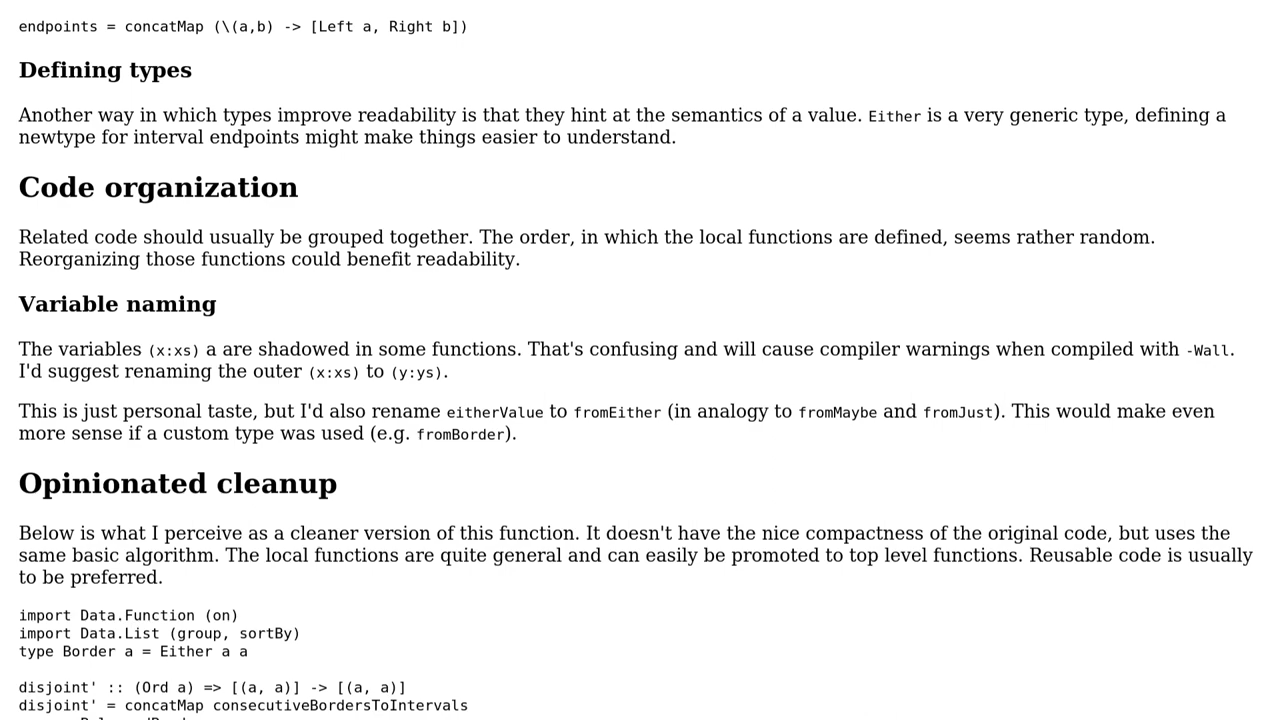 endpoints = concatMap (\(a,b) -> [Left a, Right b])
Defining types
Another way in which types improve readability is that they hint at the semantics of a value. Either is a very generic type, defining a
newtype for interval endpoints might make things easier to understand.
Code organization
Related code should usually be grouped together. The order, in which the local functions are defined, seems rather random.
Reorganizing those functions could benefit readability.
Variable naming
The variables (x:xs) a are shadowed in some functions. That's confusing and will cause compiler warnings when compiled with -Wall.
I'd suggest renaming the outer (x:xs) to (y:ys).
This is just personal taste, but I'd also rename eitherValue to fromEither (in analogy to fromMaybe and fromJust). This would make even
more sense if a custom type was used (e.g. fromBorder).
Opinionated cleanup
Below is what I perceive as a cleaner version of this function. It doesn't have the nice compactness of the original code, but uses the
same basic algorithm. The local functions are quite general and can easily be promoted to top level functions. Reusable code is usually
to be preferred.
import Data.Function (on)
import Data.List (group, sortBy)
type Border a = Either a a
disjoint' :: (Ord a) => [(a, a)] -> [(a, a)]
disjoint' = concatMap consecutiveBordersToIntervals